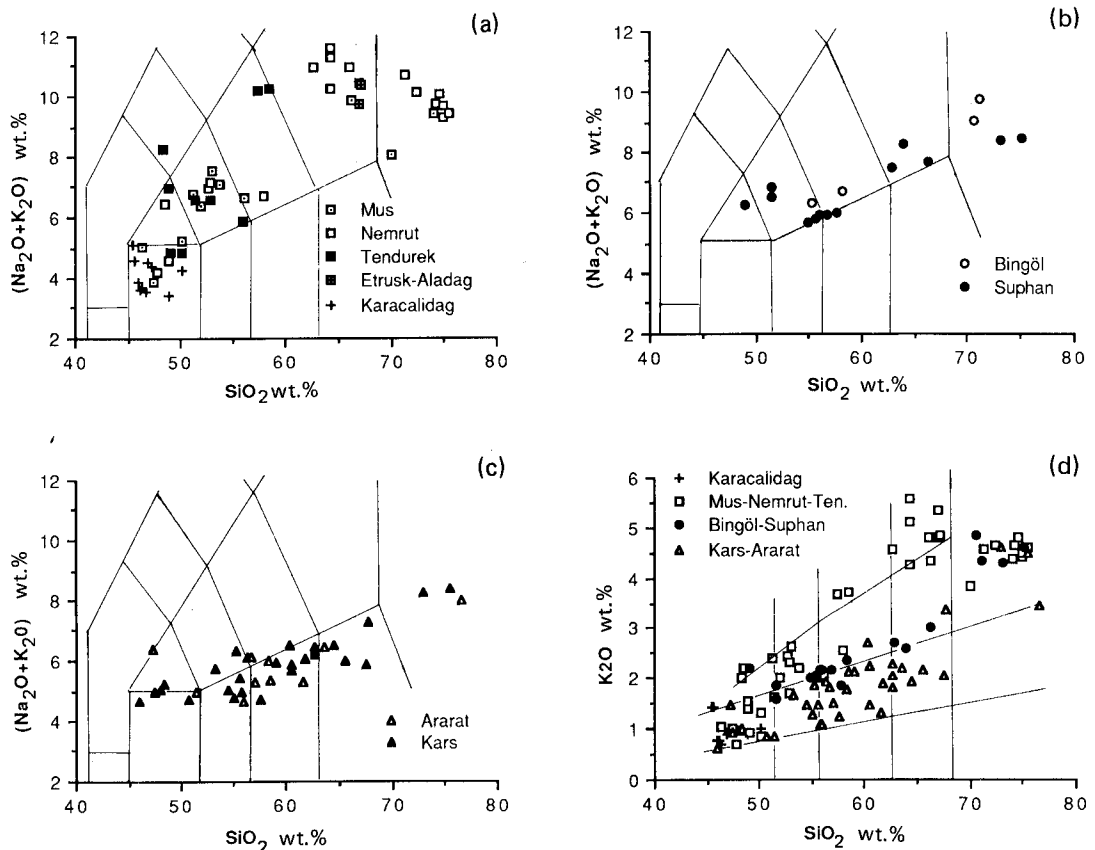 (a)
(Na2O+K2O) wt.%
12
10
8
6
4
2
40 50 60 70 80
SiO2 wt.%
Mus
Nemrut
Tendurek
Etrusk-Aladag
Karacalidag
(b)
(Na2O+K2O) wt.%
12
10
8
6
4
2
40 50 60 70 80
SiO2 wt.%
Bingöl
Suphan
(c)
(Na2O+K2O) wt.%
12
10
8
6
4
2
40 50 60 70 80
SiO2 wt.%
Ararat
Kars
(d)
K2O wt.%
6
5
4
3
2
1
0
40 50 60 70 80
SiO2 wt.%
Karacalidag
Mus-Nemrut-Ten.
Bingöl-Suphan
Kars-Ararat